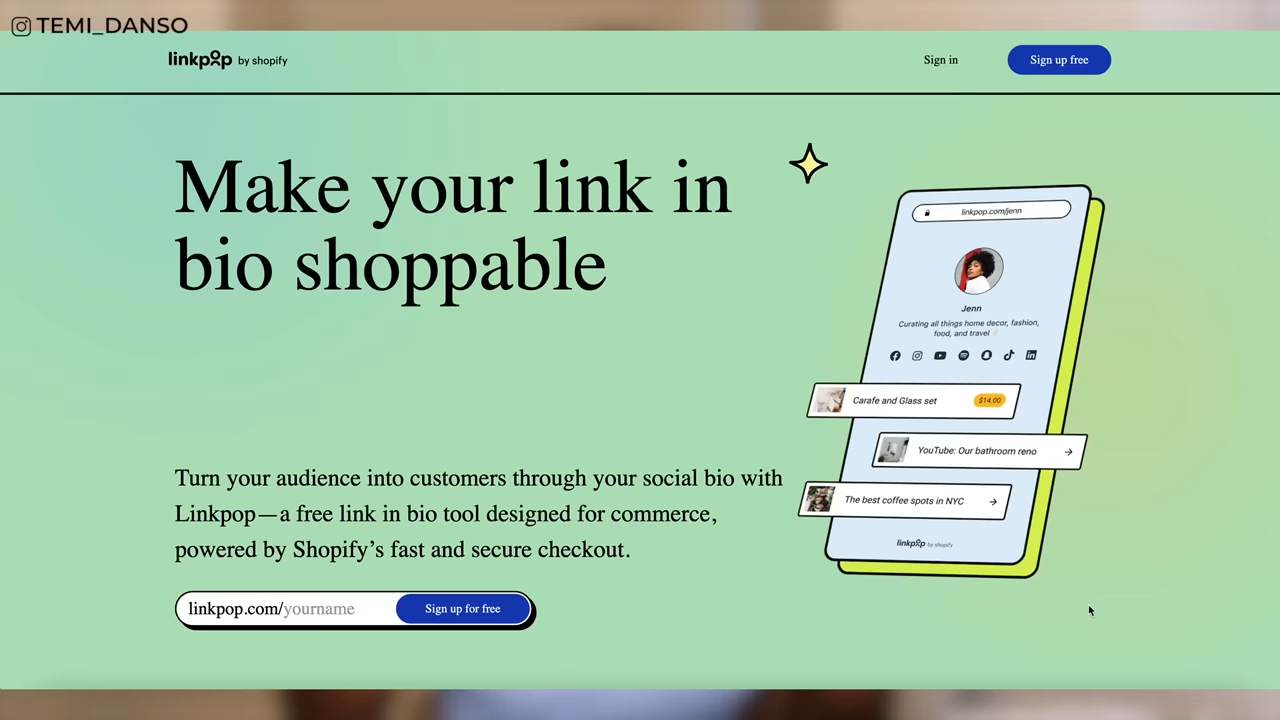 TEMI_DANSO
linkpop by shopify
Sign in
Sign up free
Make your link in
bio shoppable
Turn your audience into customers through your social bio with
Linkpop—a free link in bio tool designed for commerce,
powered by Shopify’s fast and secure checkout.
linkpop.com/yourname
Sign up for free
linkpop.com/jenn
Jenn
Curating all things home decor, fashion,
food, and travel
Carafe and Glass set
$14.00
YouTube: Our bathroom reno
The best coffee spots in NYC
linkpop by shopify